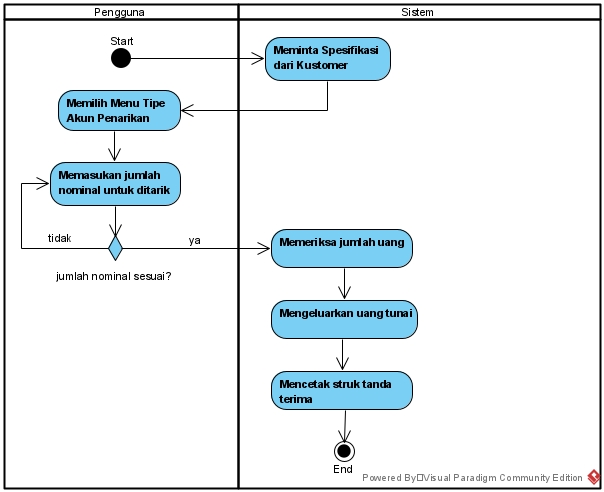 Pengguna
Sistem
Start
Meminta Spesifikasi
dari Kustomer
Memilih Menu Tipe
Akun Penarikan
Memasukan jumlah
nominal untuk ditarik
tidak
ya
jumlah nominal sesuai?
Memeriksa jumlah uang
Mengeluarkan uang tunai
Mencetak struk tanda
terima
End
Powered By□Visual Paradigm Community Edition